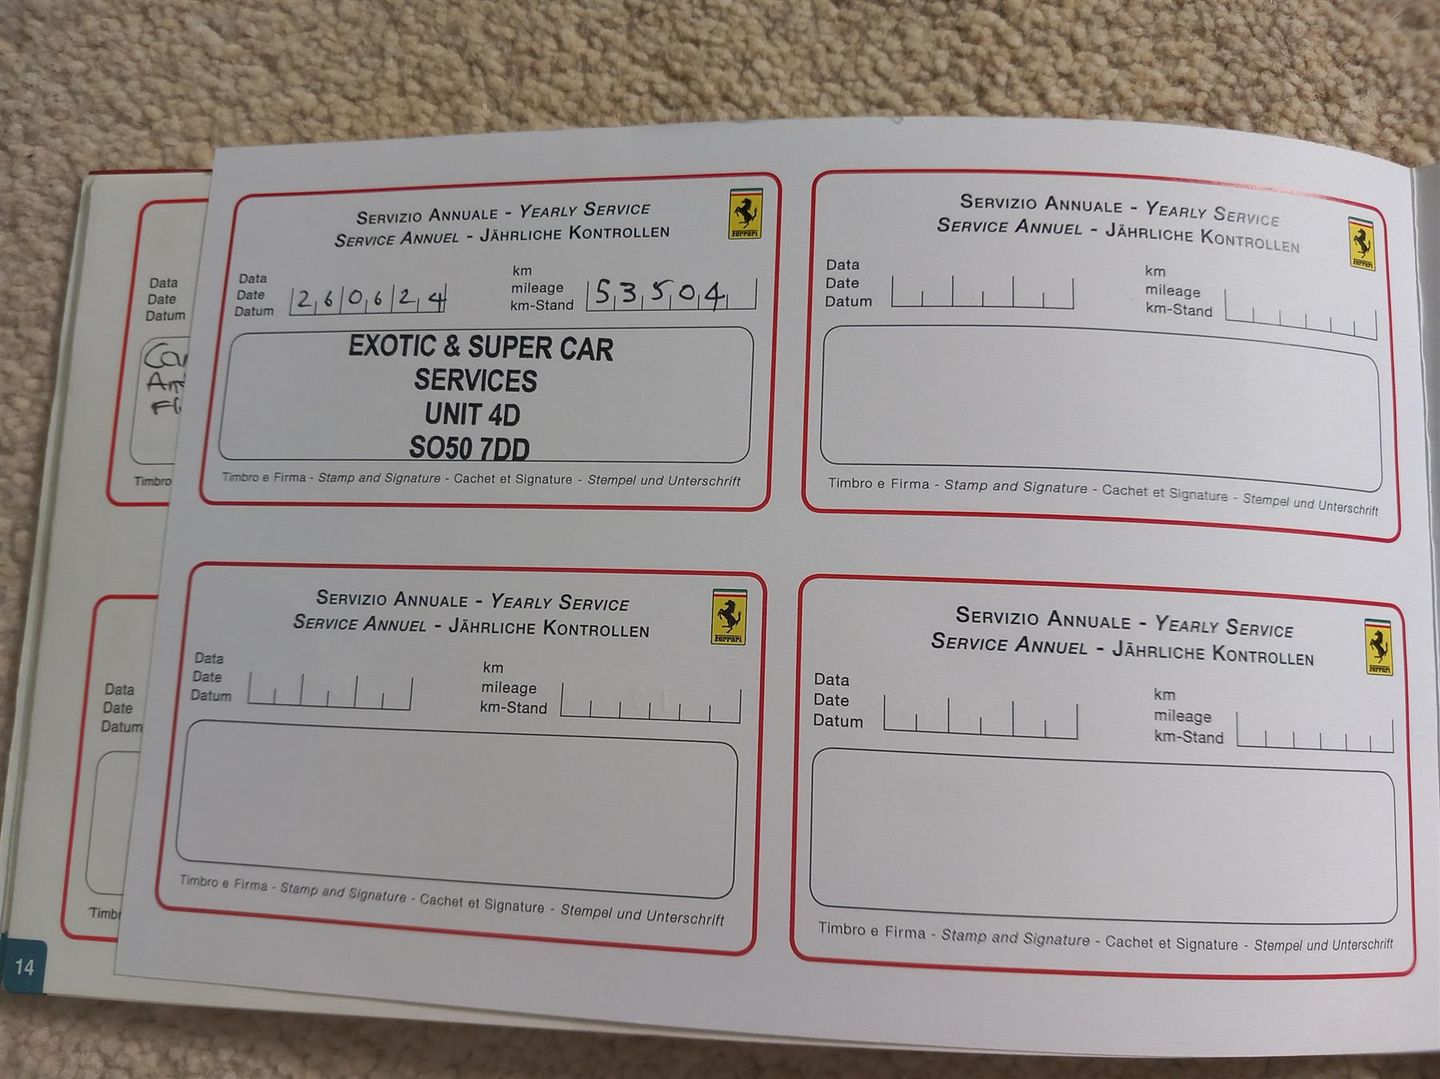 Data
Date
Datum
Timbro
SERVIZIO ANNUALE - YEARLY SERVICE
SERVICE ANNUEL - JÄHRLICHE KONTROLLEN
Ferrari
Data
Date
Datum
260624
km
mileage
km-Stand
53504
EXOTIC & SUPER CAR
SERVICES
UNIT 4D
SO50 7DD
Timbro e Firma - Stamp and Signature - Cachet et Signature - Stempel und Unterschrift
SERVIZIO ANNUALE - YEARLY SERVICE
SERVICE ANNUEL - JÄHRLICHE KONTROLLEN
Ferrari
Data
Date
Datum
km
mileage
km-Stand
Timbro e Firma - Stamp and Signature - Cachet et Signature - Stempel und Unterschrift
Data
Date
Datum
SERVIZIO ANNUALE - YEARLY SERVICE
SERVICE ANNUEL - JÄHRLICHE KONTROLLEN
Ferrari
Data
Date
Datum
km
mileage
km-Stand
Timbro e Firma - Stamp and Signature - Cachet et Signature - Stempel und Unterschrift
SERVIZIO ANNUALE - YEARLY SERVICE
SERVICE ANNUEL - JÄHRLICHE KONTROLLEN
Ferrari
Data
Date
Datum
km
mileage
km-Stand
Timbro e Firma - Stamp and Signature - Cachet et Signature - Stempel und Unterschrift
14